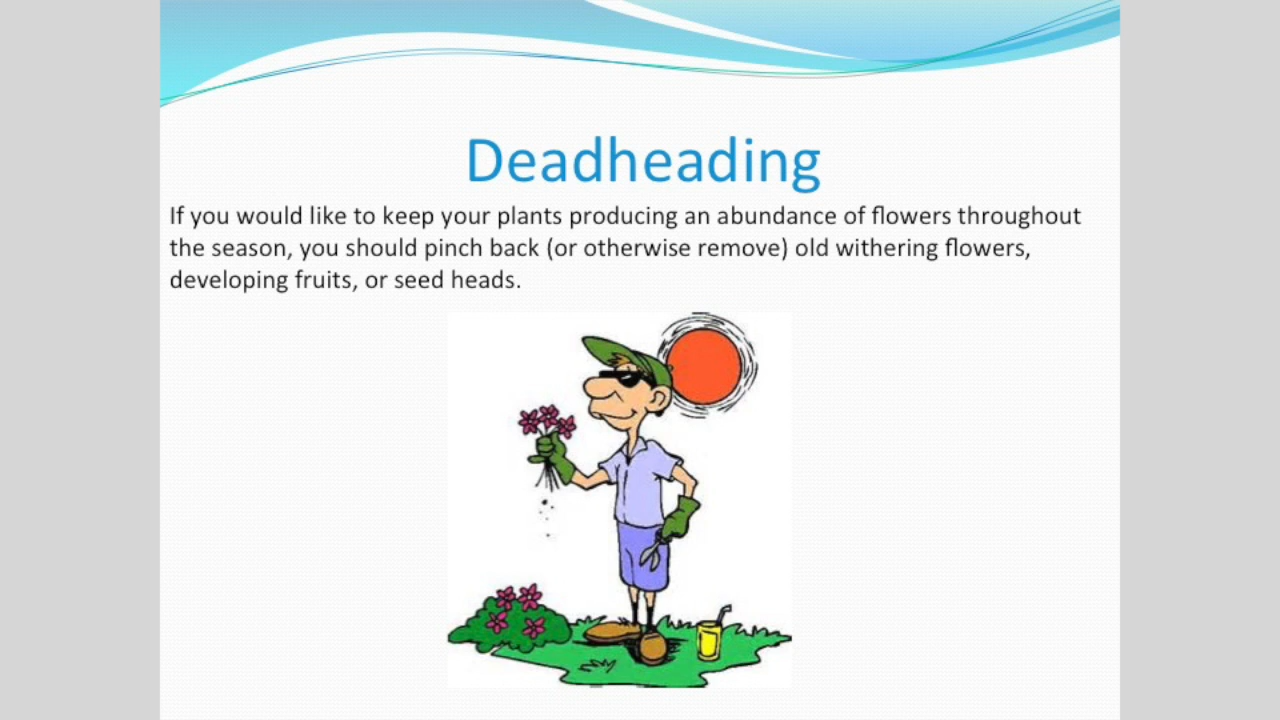 Deadheading
If you would like to keep your plants producing an abundance of flowers throughout
the season, you should pinch back (or otherwise remove) old withering flowers,
developing fruits, or seed heads.